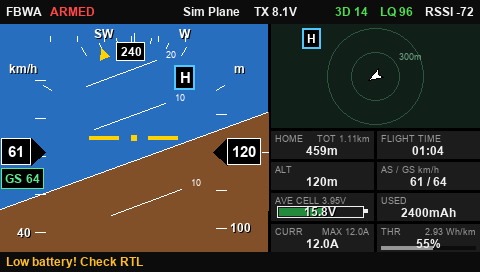 FBWA ARMED Sim Plane TX 8.1V 3D 14 LQ 96 RSSI -72
SW W
240
20
km/h H m
10
61 120
GS 64
10
40 100
H
300m
HOME TOT 1.11km
459m
FLIGHT TIME
01:04
ALT
120m
AS / GS km/h
61 / 64
AVE CELL 3.95V
15.8V
USED
2400mAh
CURR MAX 12.0A
12.0A
THR 2.93 Wh/km
55%
Low battery! Check RTL